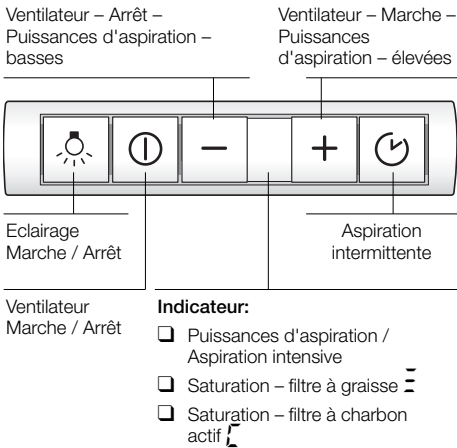 Ventilateur – Arrêt –
Puissances d'aspiration –
basses
Ventilateur – Marche –
Puissances
d'aspiration – élevées
Eclairage
Marche / Arrêt
Aspiration
intermittente
Ventilateur
Marche / Arrêt
Indicateur:
❑ Puissances d'aspiration /
Aspiration intensive
❑ Saturation – filtre à graisse
❑ Saturation – filtre à charbon
actif